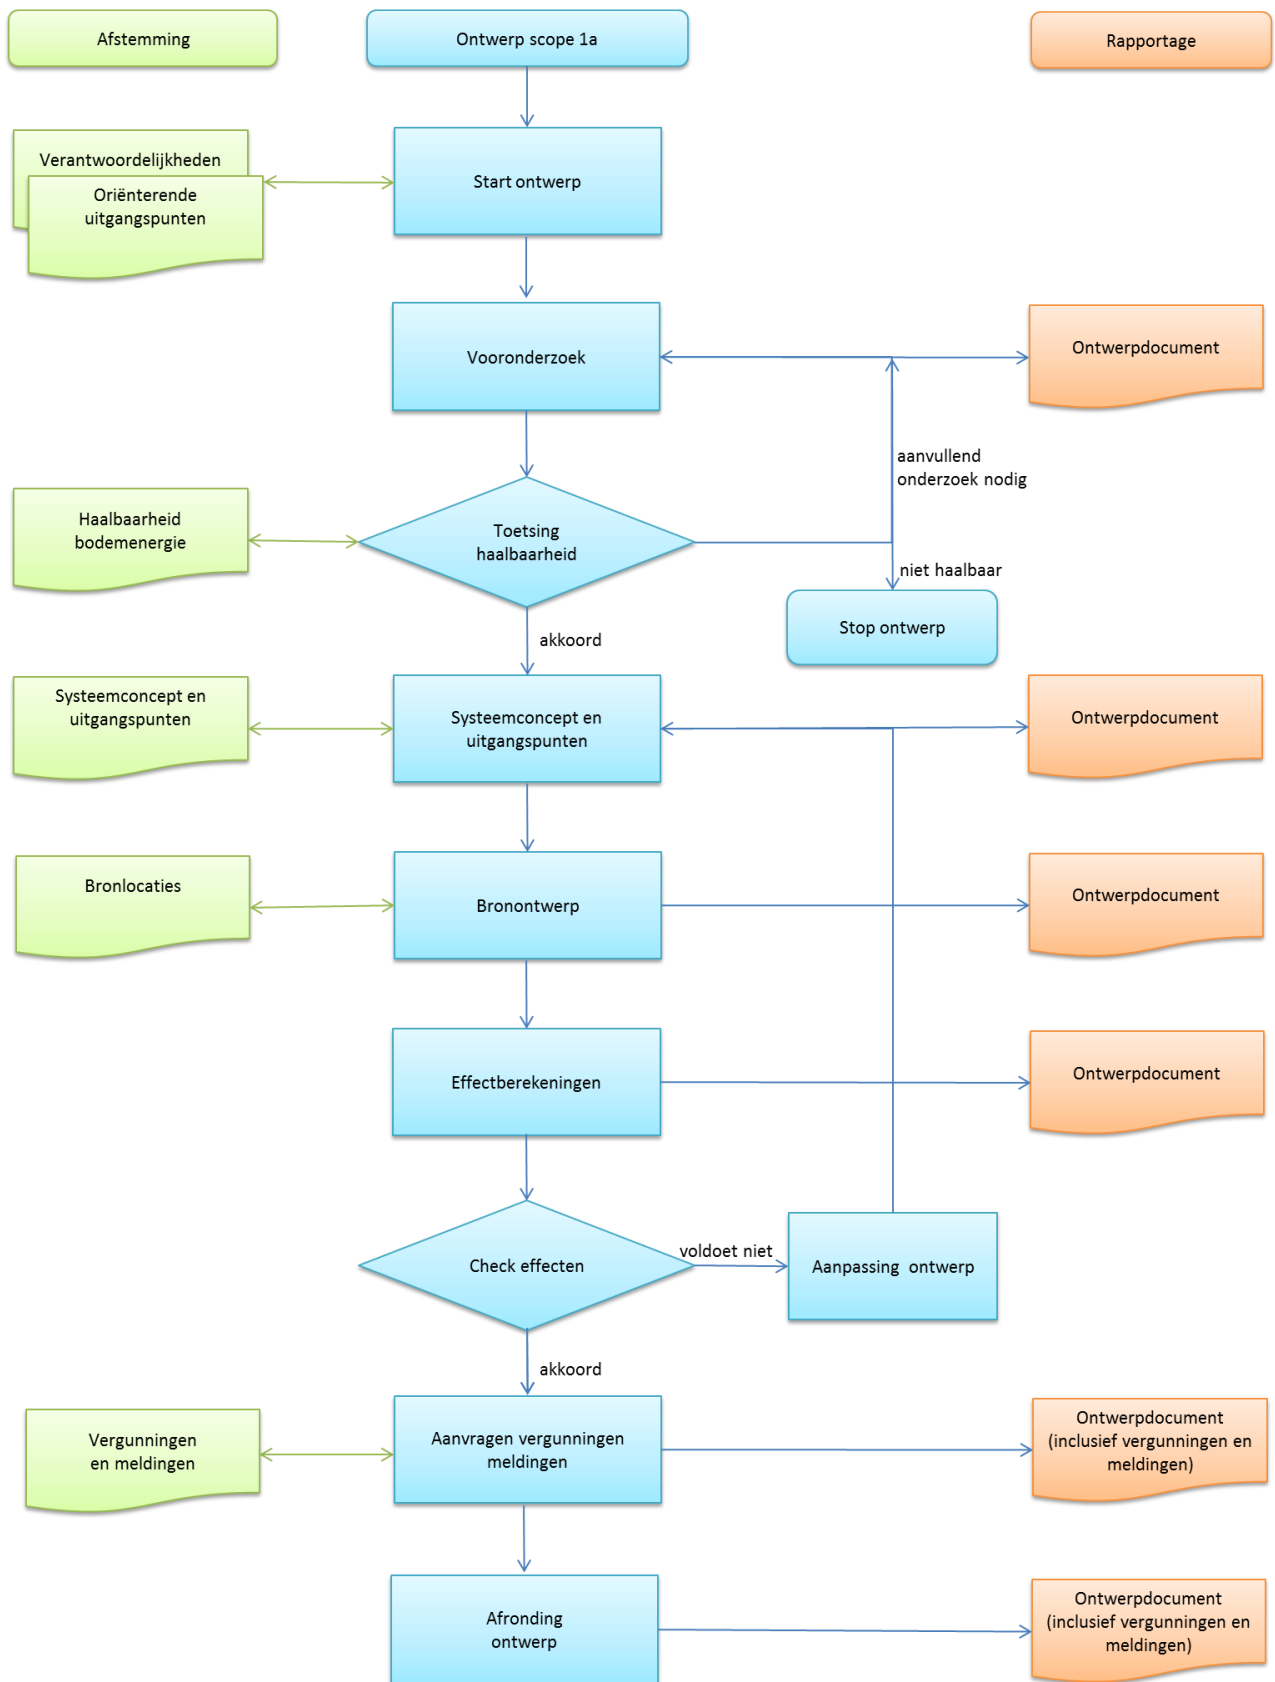 Afstemming
Ontwerp scope 1a
Rapportage
Verantwoordelijkheden
Oriënterende
uitgangspunten
Start ontwerp
Vooronderzoek
Ontwerpdocument
aanvullend
onderzoek nodig
Haalbaarheid
bodemenergie
Toetsing
haalbaarheid
niet haalbaar
Stop ontwerp
akkoord
Systeemconcept en
uitgangspunten
Systeemconcept en
uitgangspunten
Ontwerpdocument
Bronlocaties
Bronontwerp
Ontwerpdocument
Effectberekeningen
Ontwerpdocument
Check effecten
voldoet niet
Aanpassing  ontwerp
akkoord
Vergunningen
en meldingen
Aanvragen vergunningen
meldingen
Ontwerpdocument
(inclusief vergunningen en
meldingen)
Afronding
ontwerp
Ontwerpdocument
(inclusief vergunningen en
meldingen)